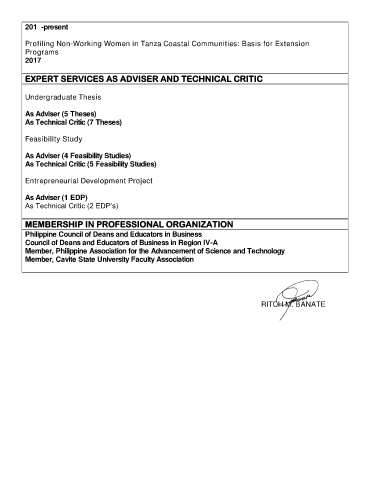 201 -present
Profiling Non-Working Women in Tanza Coastal Communities: Basis for Extension
Programs
2017
EXPERT SERVICES AS ADVISER AND TECHNICAL CRITIC
Undergraduate Thesis
As Adviser (5 Theses)
As Technical Critic (7 Theses)
Feasibility Study
As Adviser (4 Feasibility Studies)
As Technical Critic (5 Feasibility Studies)
Entrepreneurial Development Project
As Adviser (1 EDP)
As Technical Critic (2 EDP's)
MEMBERSHIP IN PROFESSIONAL ORGANIZATION
Philippine Council of Deans and Educators in Business
Council of Deans and Educators of Business in Region IV-A
Member, Philippine Association for the Advancement of Science and Technology
Member, Cavite State University Faculty Association
RITCH M. BANATE